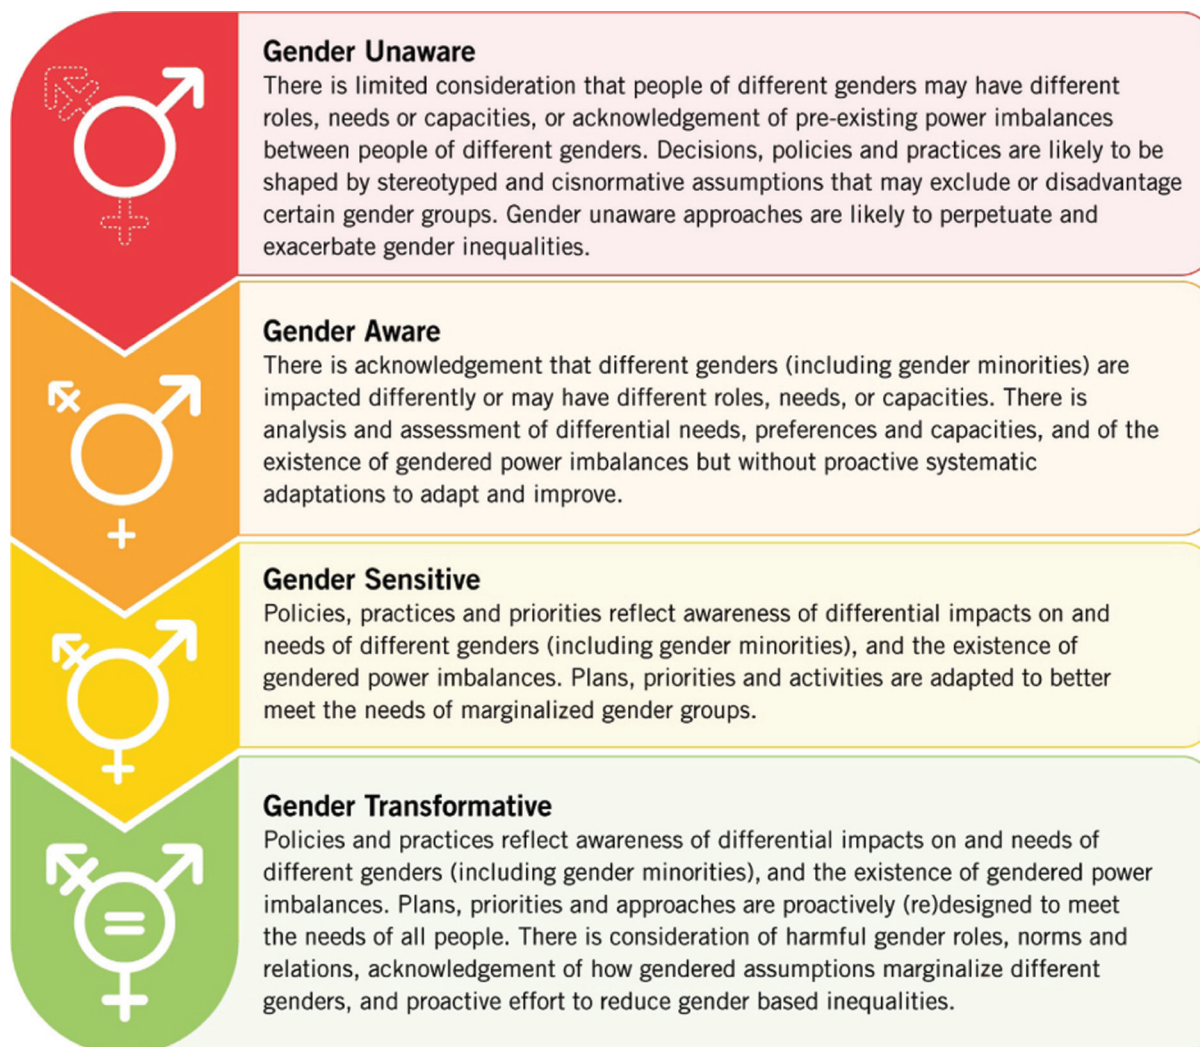 Gender Unaware
There is limited consideration that people of different genders may have different
roles, needs or capacities, or acknowledgement of pre-existing power imbalances
between people of different genders. Decisions, policies and practices are likely to be
shaped by stereotyped and cisnormative assumptions that may exclude or disadvantage
certain gender groups. Gender unaware approaches are likely to perpetuate and
exacerbate gender inequalities.
Gender Aware
There is acknowledgement that different genders (including gender minorities) are
impacted differently or may have different roles, needs, or capacities. There is
analysis and assessment of differential needs, preferences and capacities, and of the
existence of gendered power imbalances but without proactive systematic
adaptations to adapt and improve.
Gender Sensitive
Policies, practices and priorities reflect awareness of differential impacts on and
needs of different genders (including gender minorities), and the existence of
gendered power imbalances. Plans, priorities and activities are adapted to better
meet the needs of marginalized gender groups.
Gender Transformative
Policies and practices reflect awareness of differential impacts on and needs of
different genders (including gender minorities), and the existence of gendered power
imbalances. Plans, priorities and approaches are proactively (re)designed to meet
the needs of all people. There is consideration of harmful gender roles, norms and
relations, acknowledgement of how gendered assumptions marginalize different
genders, and proactive effort to reduce gender based inequalities.